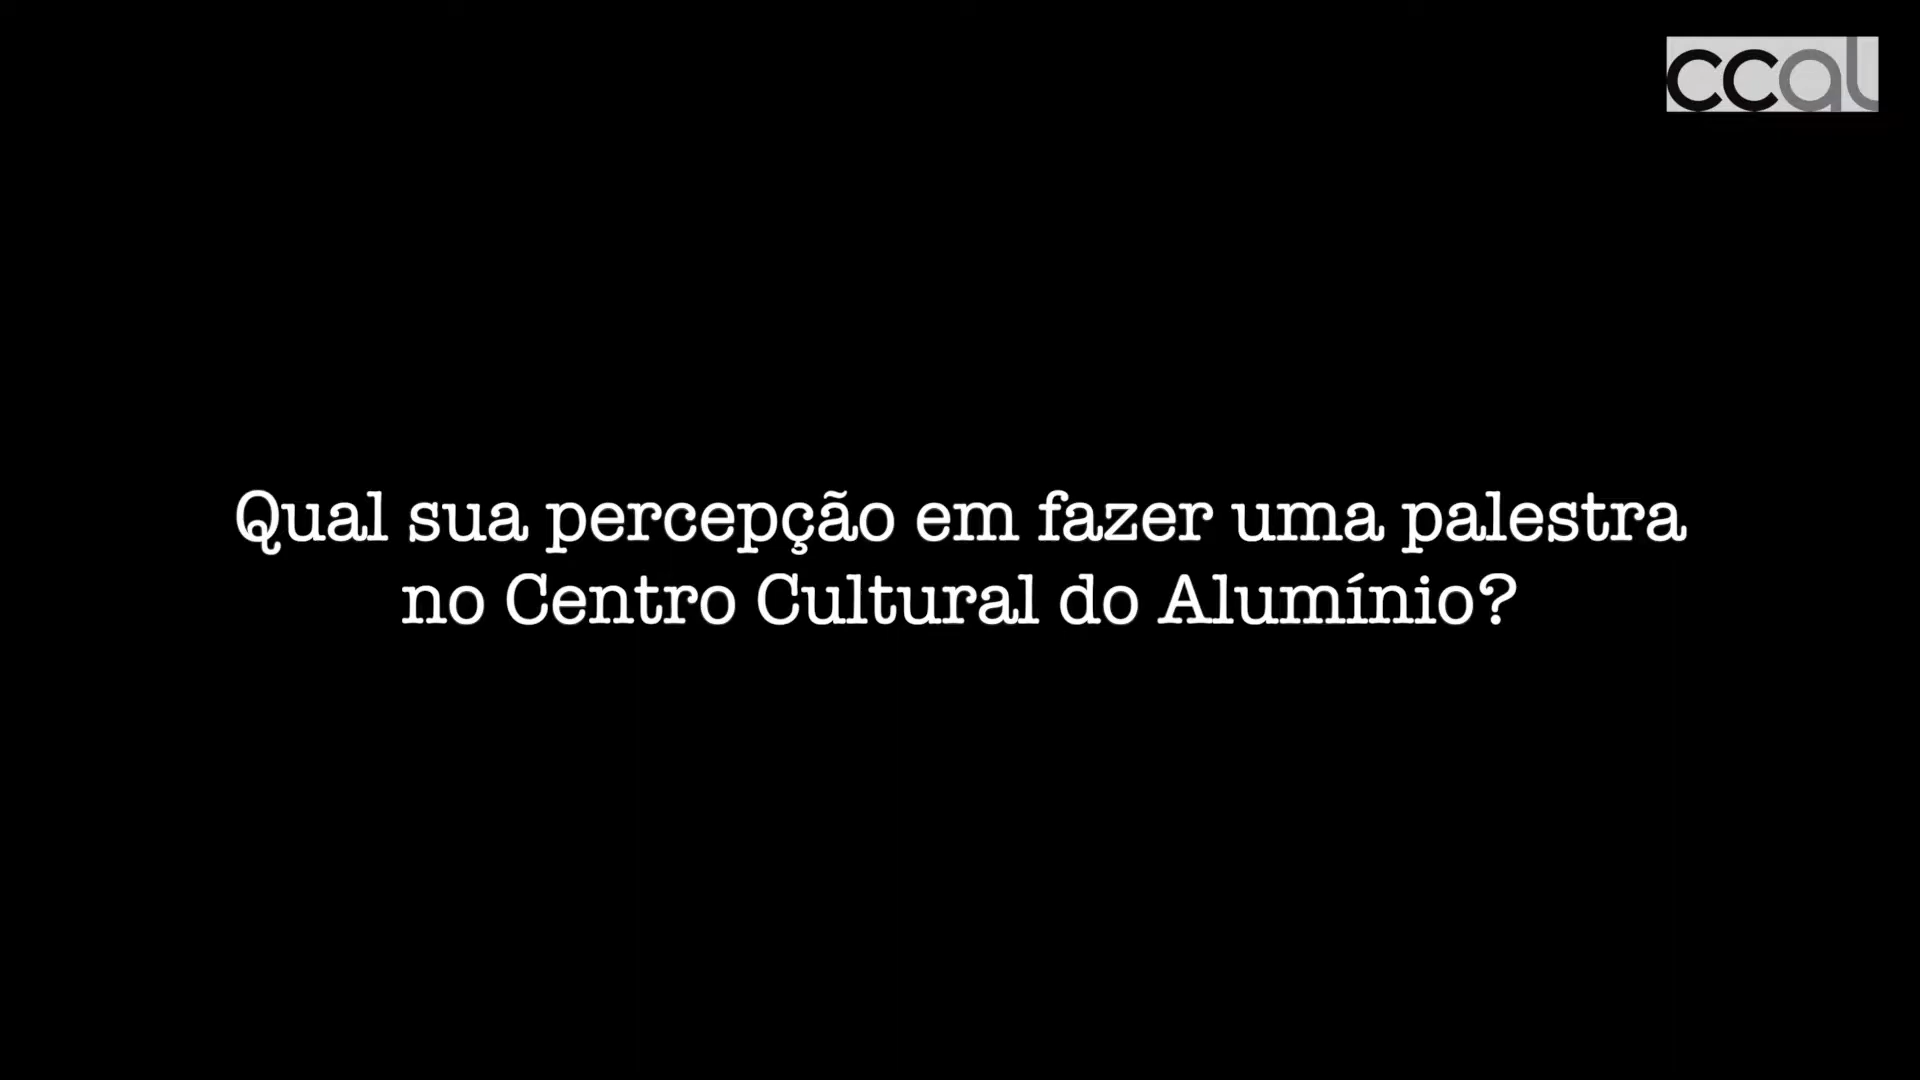 ccal
Qual sua percepção em fazer uma palestra
no Centro Cultural do Alumínio?